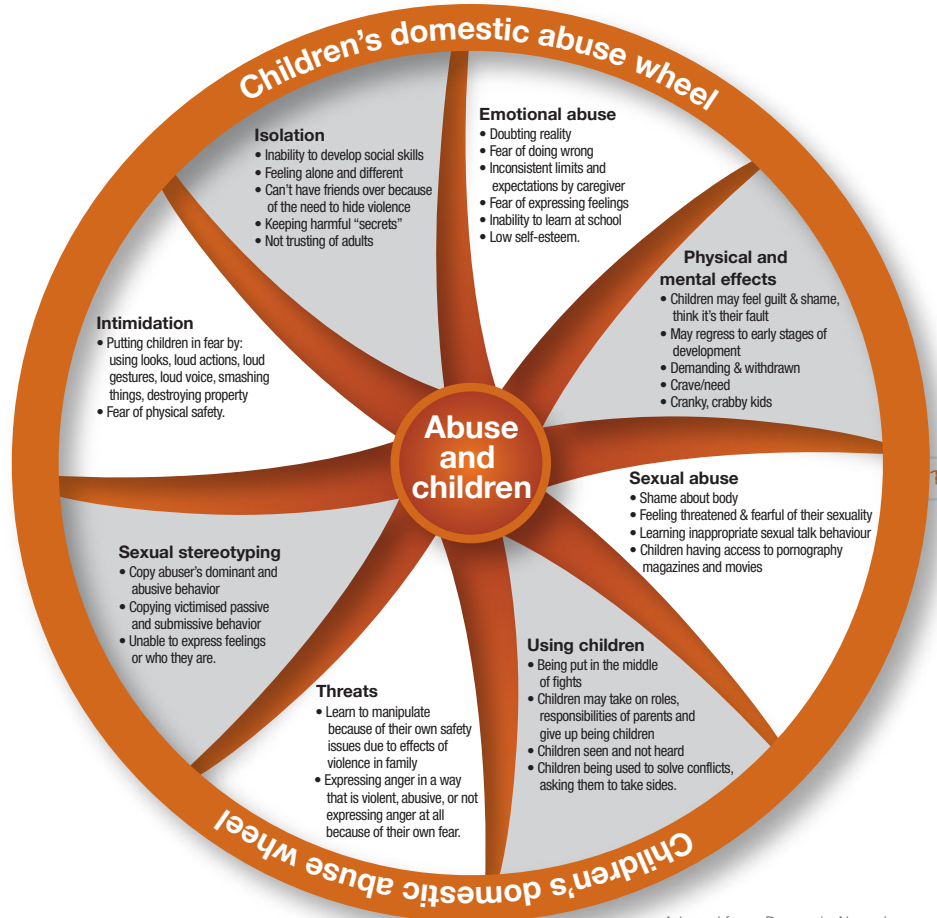 Children's domestic abuse wheel
Emotional abuse
• Doubting reality
• Fear of doing wrong
• Inconsistent limits and
expectations by caregiver
• Fear of expressing feelings
• Inability to learn at school
• Low self-esteem.
Physical and
mental effects
• Children may feel guilt & shame,
think it's their fault
• May regress to early stages of
development
• Demanding & withdrawn
• Crave/need
• Cranky, crabby kids
Sexual abuse
• Shame about body
• Feeling threatened & fearful of their sexuality
• Learning inappropriate sexual talk behaviour
• Children having access to pornography
magazines and movies
Using children
• Being put in the middle
of fights
• Children may take on roles,
responsibilities of parents and
give up being children
• Children seen and not heard
• Children being used to solve conflicts,
asking them to take sides.
Threats
• Learn to manipulate
because of their own safety
issues due to effects of
violence in family
• Expressing anger in a way
that is violent, abusive, or not
expressing anger at all
because of their own fear.
Sexual stereotyping
• Copy abuser's dominant and
abusive behavior
• Copying victimised passive
and submissive behavior
• Unable to express feelings
or who they are.
Intimidation
• Putting children in fear by:
using looks, loud actions, loud
gestures, loud voice, smashing
things, destroying property
• Fear of physical safety.
Isolation
• Inability to develop social skills
• Feeling alone and different
• Can't have friends over because
of the need to hide violence
• Keeping harmful “secrets”
• Not trusting of adults
Abuse
and
children
Children's domestic abuse wheel